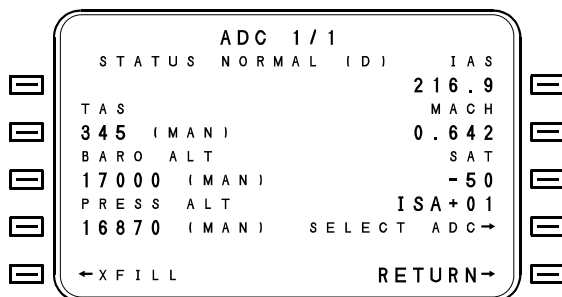 ADC 1/1
STATUS NORMAL (D) IAS
216.9
TAS MACH
345 (MAN) 0.642
BARO ALT SAT
17000 (MAN) -50
PRESS ALT ISA+01
16870 (MAN) SELECT ADC→
←XFILL RETURN→